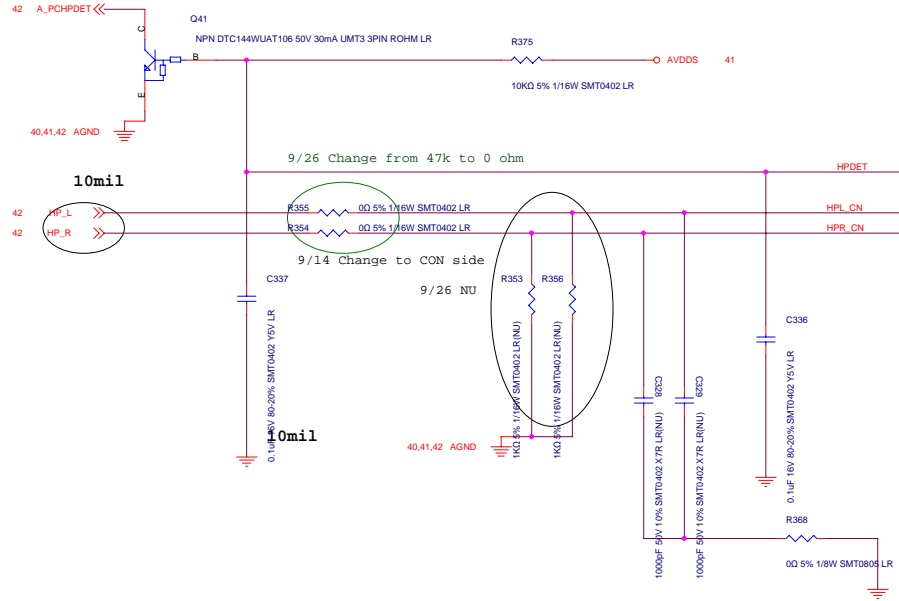 42 A_PCHPDET
Q41
NPN DTC144WUAT106 50V 30mA UMT3 3PIN ROHM LR
C
B
E
R375
AVDDS 41
10KΩ 5% 1/16W SMT0402 LR
40,41,42 AGND
9/26 Change from 47k to 0 ohm
HPDET
10mil
42 HP_L
R355 0Ω 5% 1/16W SMT0402 LR
HPL_CN
42 HP_R
R354 0Ω 5% 1/16W SMT0402 LR
HPR_CN
9/14 Change to CON side
9/26 NU
C337
0.1uF 16V 80-20% SMT0402 Y5V LR
10mil
R353
1KΩ 5% 1/16W SMT0402 LR(NU)
R356
1KΩ 5% 1/16W SMT0402 LR(NU)
40,41,42 AGND
C328
1000pF 50V 10% SMT0402 X7R LR(NU)
C329
1000pF 50V 10% SMT0402 X7R LR(NU)
C336
0.1uF 16V 80-20% SMT0402 Y5V LR
R368
0Ω 5% 1/8W SMT0805 LR